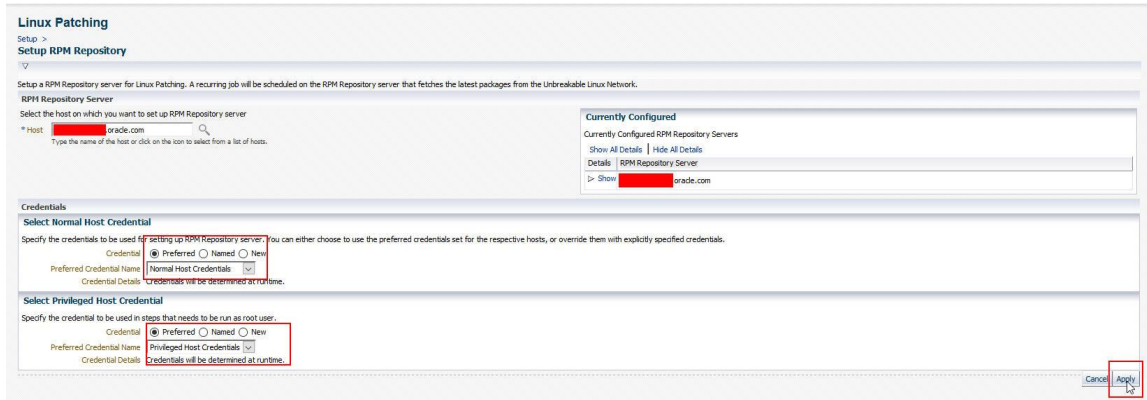 Linux Patching
Setup >
Setup RPM Repository
Setup a RPM Repository server for Linux Patching. A recurring job will be scheduled on the RPM Repository server that fetches the latest packages from the Unbreakable Linux Network.
RPM Repository Server
Select the host on which you want to set up RPM Repository server
* Host .oracle.com
Type the name of the host or click on the icon to select from a list of hosts.
Currently Configured
Currently Configured RPM Repository Servers
Show All Details | Hide All Details
Details RPM Repository Server
Show oracle.com
Credentials
Select Normal Host Credential
Specify the credentials to be used for setting up RPM Repository server. You can either choose to use the preferred credentials set for the respective hosts, or override them with explicitly specified credentials.
Credential Preferred Named New
Preferred Credential Name Normal Host Credentials
Credential Details Credentials will be determined at runtime.
Select Privileged Host Credential
Specify the credential to be used in steps that needs to be run as root user.
Credential Preferred Named New
Preferred Credential Name Privileged Host Credentials
Credential Details Credentials will be determined at runtime.
Cancel Apply